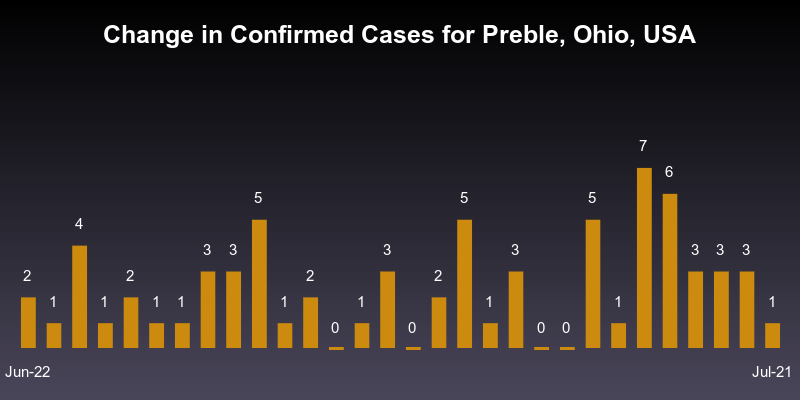 Change in Confirmed Cases for Preble, Ohio, USA
2 1 4 1 2 1 1 3 3 5 1 2 0 1 3 0 2 5 1 3 0 0 5 1 7 6 3 3 3 1
Jun-22 Jul-21